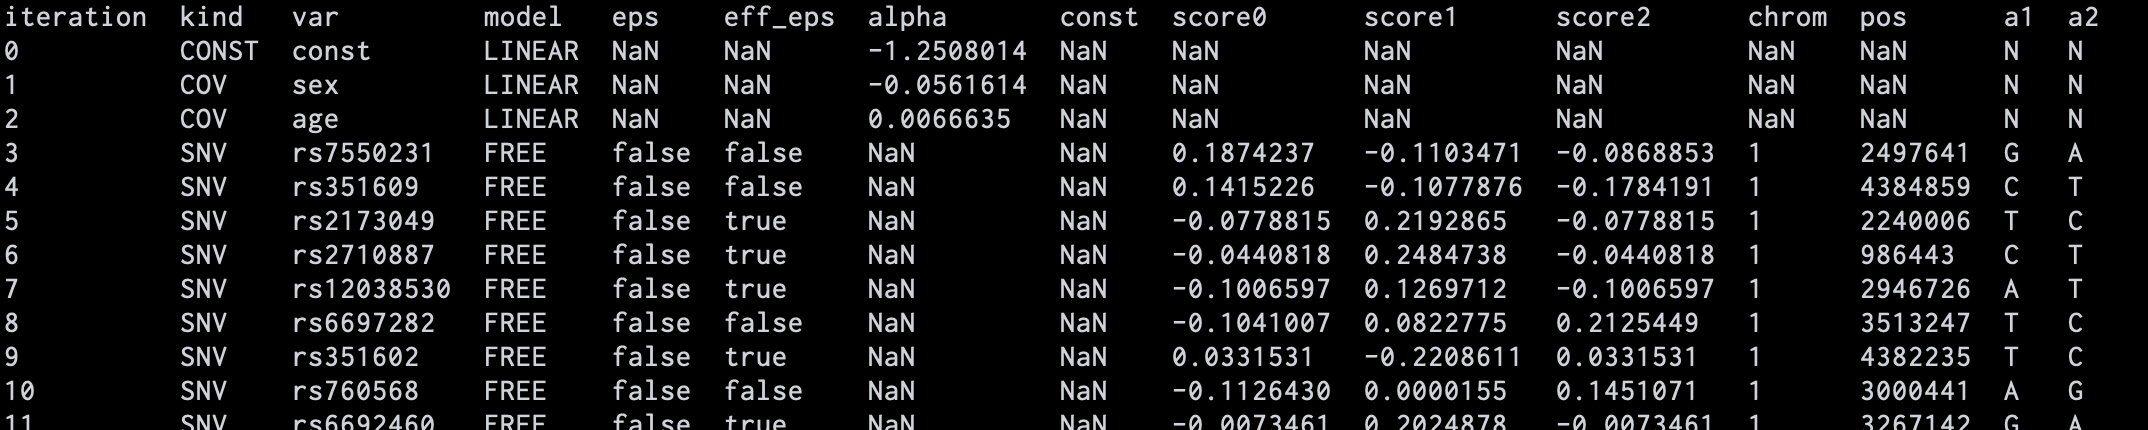 iteration kind var model eps eff_eps alpha const score0 score1 score2 chrom pos a1 a2
0 CONST const LINEAR NaN NaN -1.2508014 NaN NaN NaN NaN NaN NaN N N
1 COV sex LINEAR NaN NaN -0.0561614 NaN NaN NaN NaN NaN NaN N N
2 COV age LINEAR NaN NaN 0.0066635 NaN NaN NaN NaN NaN NaN N N
3 SNV rs7550231 FREE false false NaN NaN 0.1874237 -0.1103471 -0.0868853 1 2497641 G A
4 SNV rs351609 FREE false false NaN NaN 0.1415226 -0.1077876 -0.1784191 1 4384859 C T
5 SNV rs2173049 FREE false true NaN NaN -0.0778815 0.2192865 -0.0778815 1 2240006 T C
6 SNV rs2710887 FREE false true NaN NaN -0.0440818 0.2484738 -0.0440818 1 986443 C T
7 SNV rs12038530 FREE false true NaN NaN -0.1006597 0.1269712 -0.1006597 1 2946726 A T
8 SNV rs6697282 FREE false false NaN NaN -0.1041007 0.0822775 0.2125449 1 3513247 T C
9 SNV rs351602 FREE false true NaN NaN 0.0331531 -0.2208611 0.0331531 1 4382235 T C
10 SNV rs760568 FREE false false NaN NaN -0.1126430 0.0000155 0.1451071 1 3000441 A G
11 SNV rs6692460 FREE false true NaN NaN -0.0073461 0.2024878 -0.0073461 1 3267142 G A